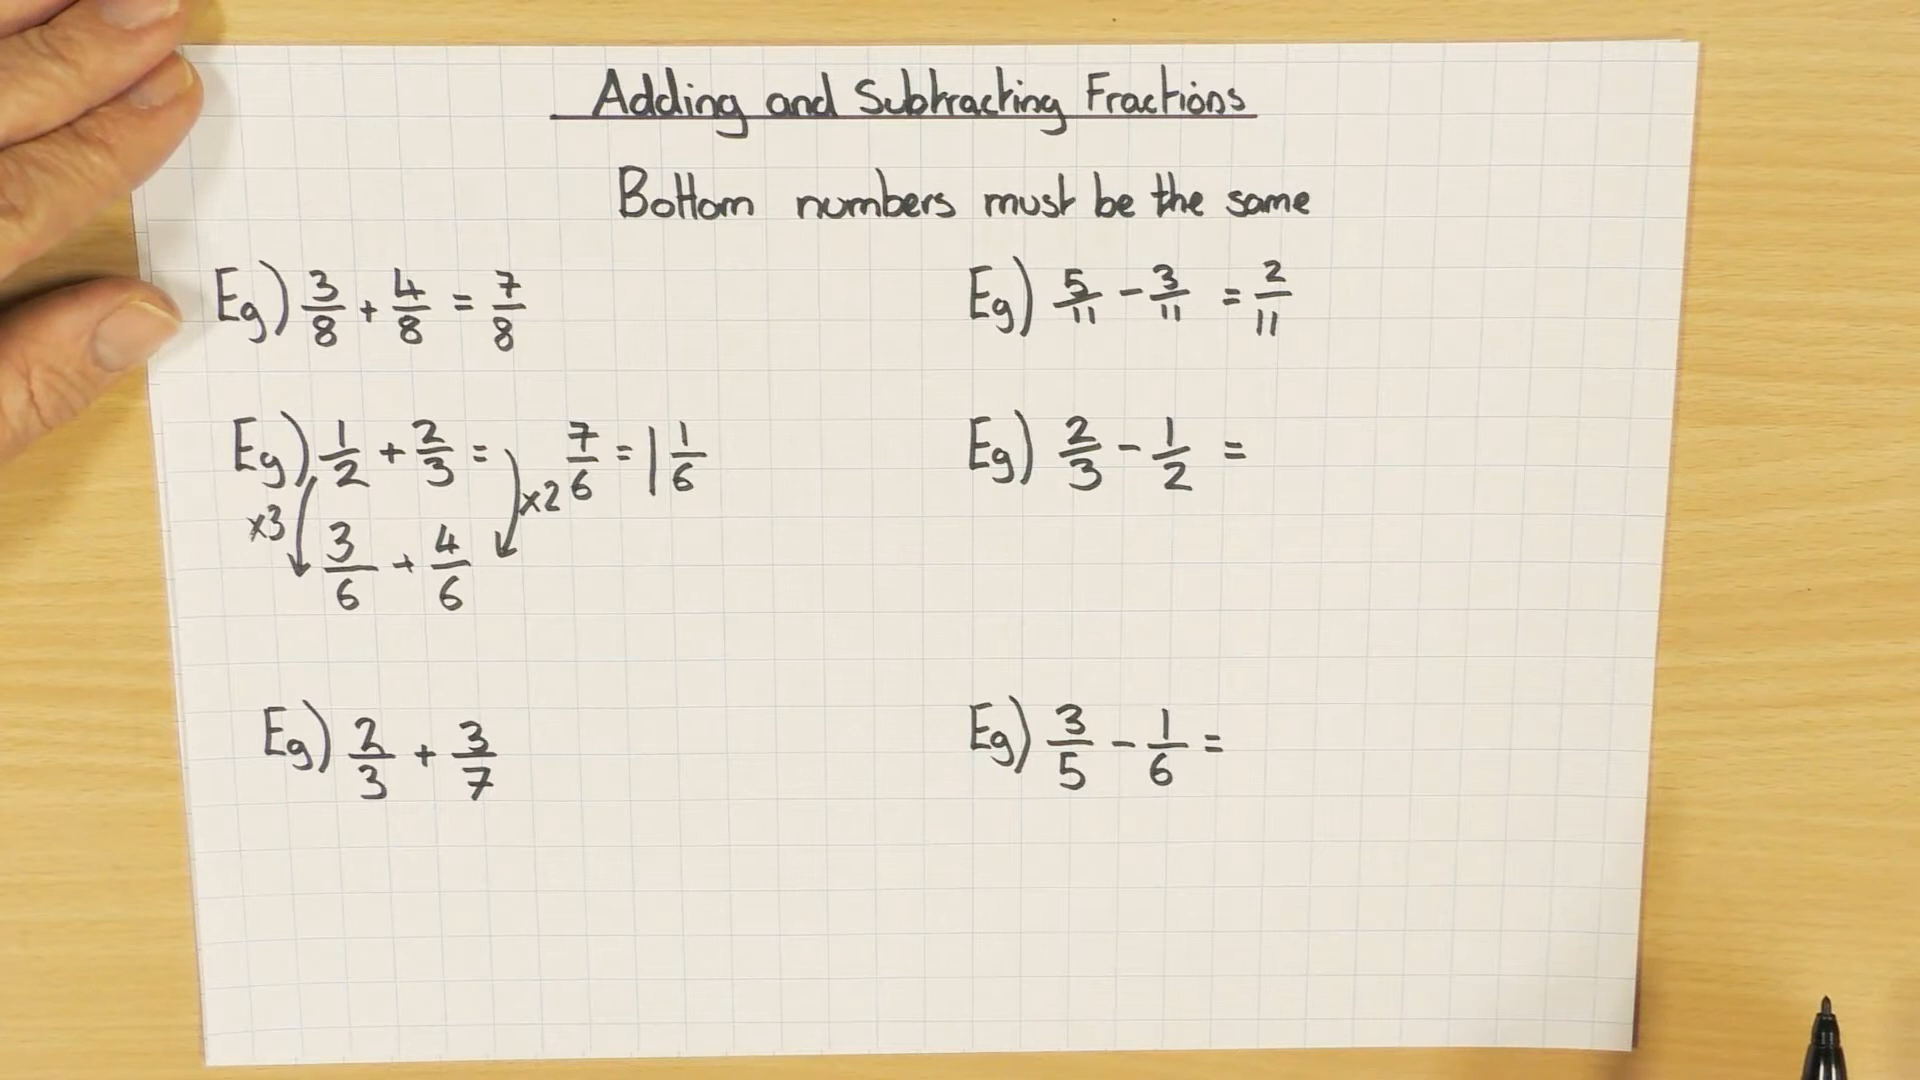 Adding and Subtracting Fractions
Bottom numbers must be the same
Eg) 3/8 + 4/8 = 7/8
Eg) 5/11 - 3/11 = 2/11
Eg) 1/2 + 2/3 = 7/6 = 1 1/6
x3 3/6 + 4/6 x2
Eg) 2/3 - 1/2 =
Eg) 2/3 + 3/7
Eg) 3/5 - 1/6 =